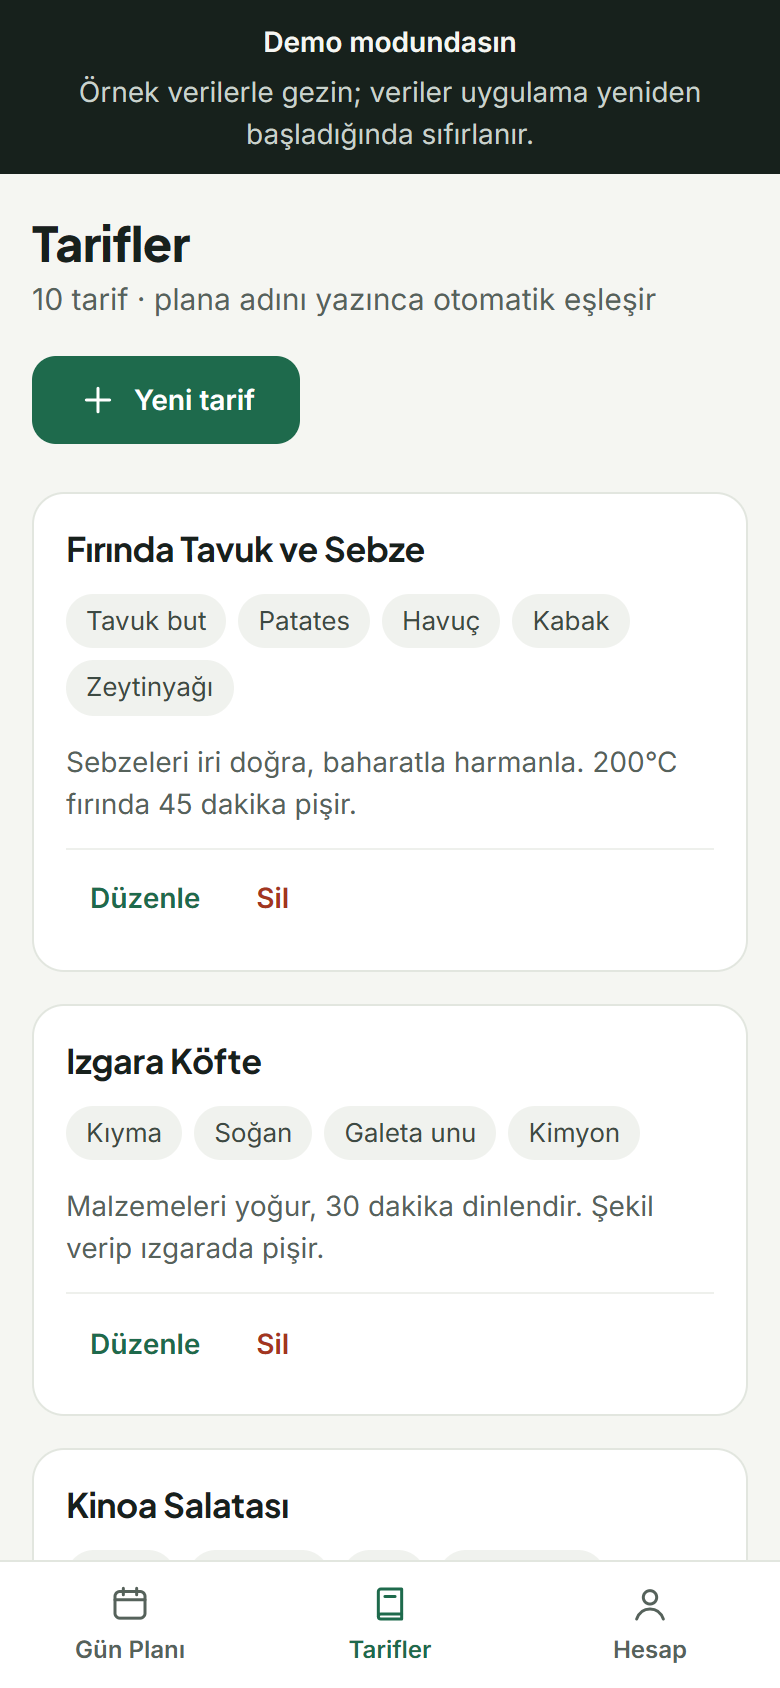 Demo modundasın
Örnek verilerle gezin; veriler uygulama yeniden
başladığında sıfırlanır.
Tarifler
10 tarif · plana adını yazınca otomatik eşleşir
Yeni tarif
Fırında Tavuk ve Sebze
Tavuk but Patates Havuç Kabak
Zeytinyağı
Sebzeleri iri doğra, baharatla harmanla. 200°C
fırında 45 dakika pişir.
Düzenle Sil
Izgara Köfte
Kıyma Soğan Galeta unu Kimyon
Malzemeleri yoğur, 30 dakika dinlendir. Şekil
verip ızgarada pişir.
Düzenle Sil
Kinoa Salatası
Gün Planı Tarifler Hesap